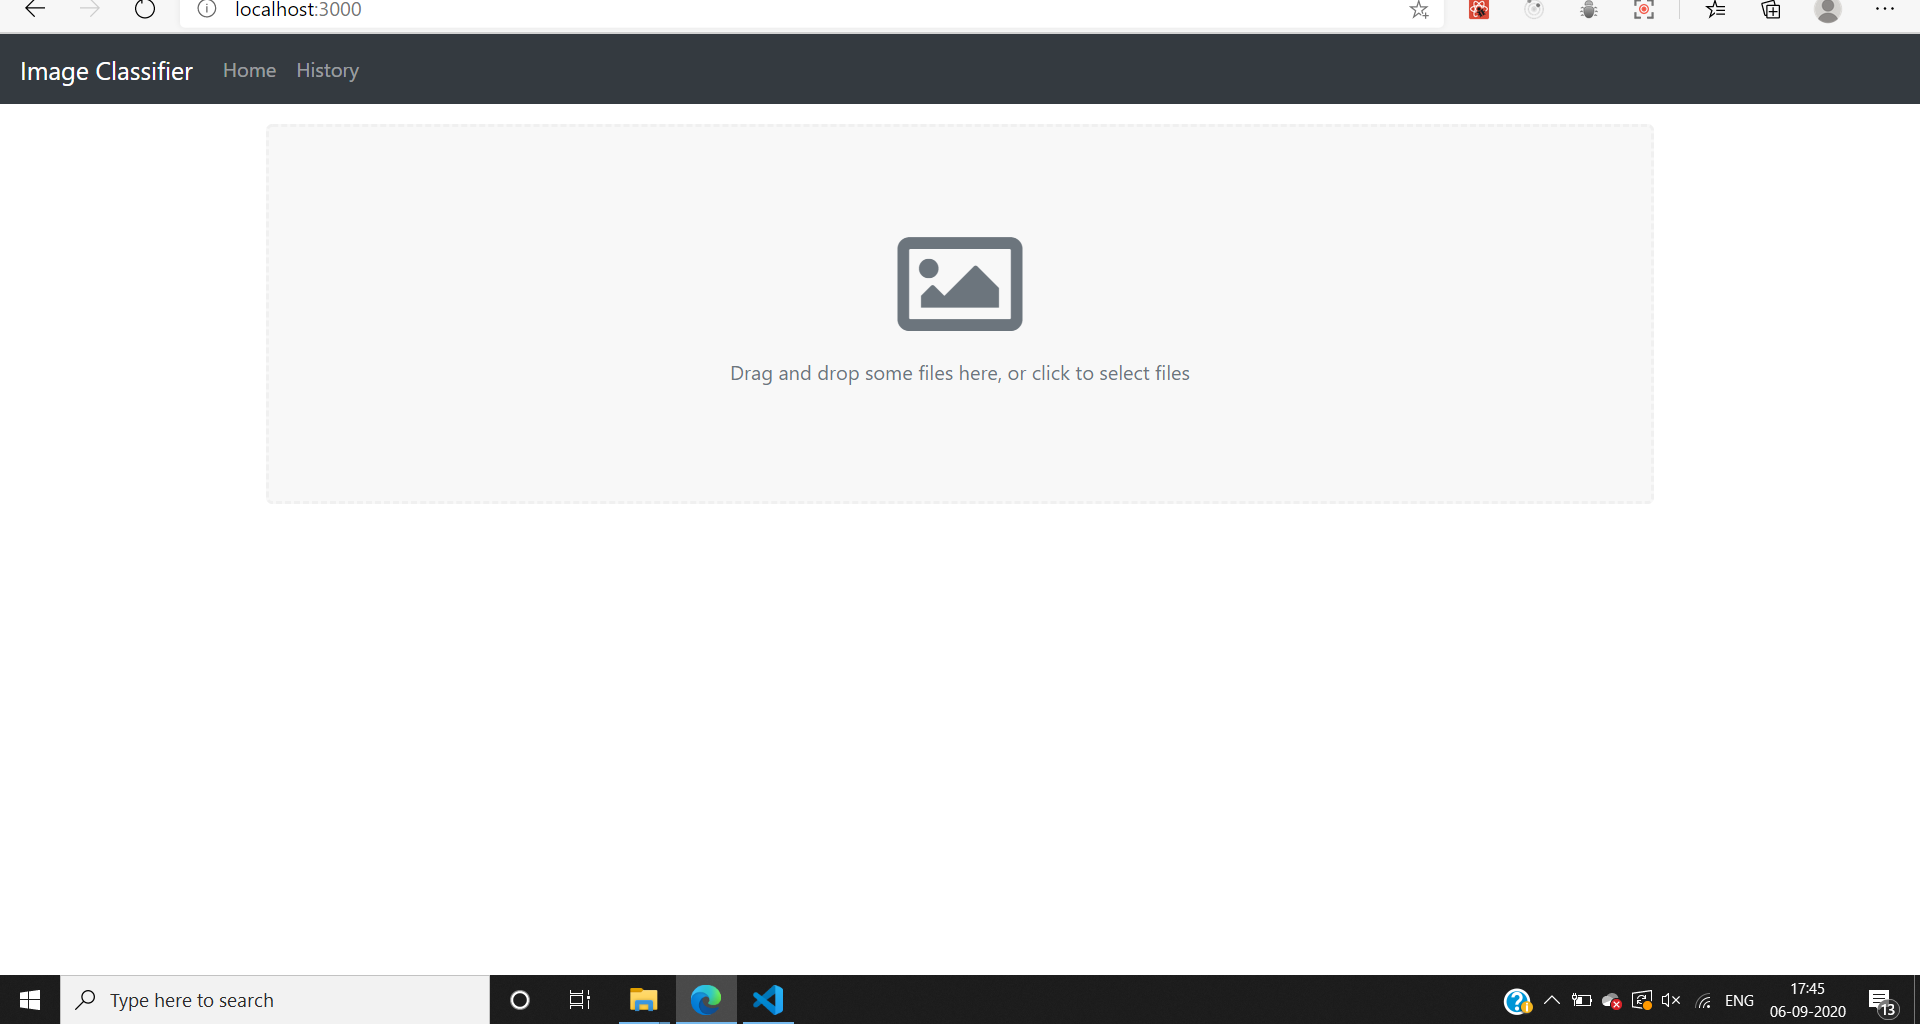 localhost:3000
Image Classifier Home History
Drag and drop some files here, or click to select files
Type here to search
ENG
17:45
06-09-2020
13